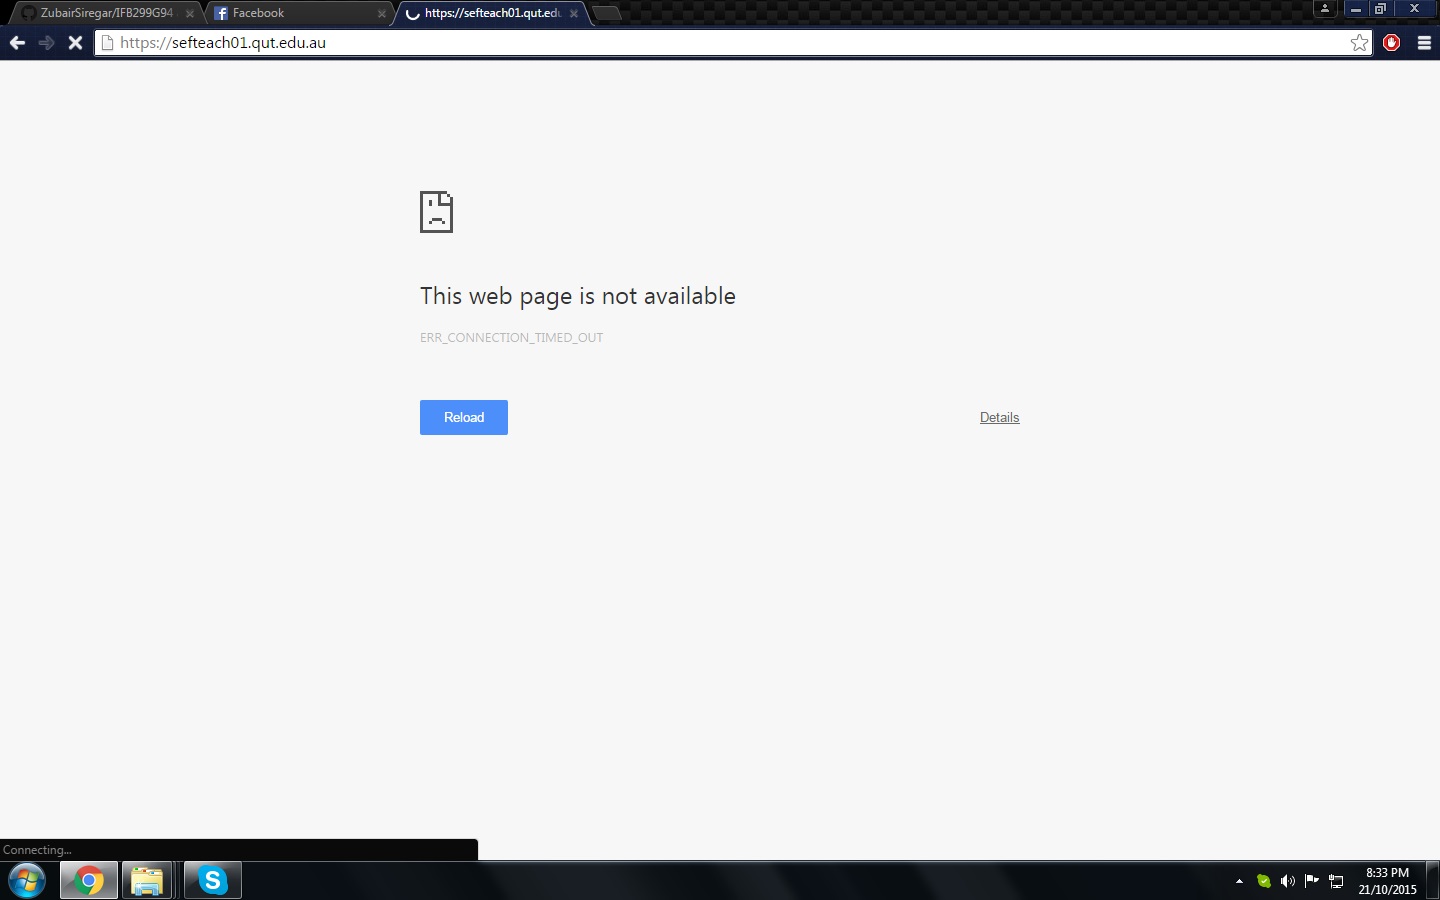 ZubairSiregar/IFB299G94
Facebook
https://sefteach01.qut.edu
https://sefteach01.qut.edu.au
This web page is not available
ERR_CONNECTION_TIMED_OUT
Reload
Details
Connecting...
8:33 PM
21/10/2015